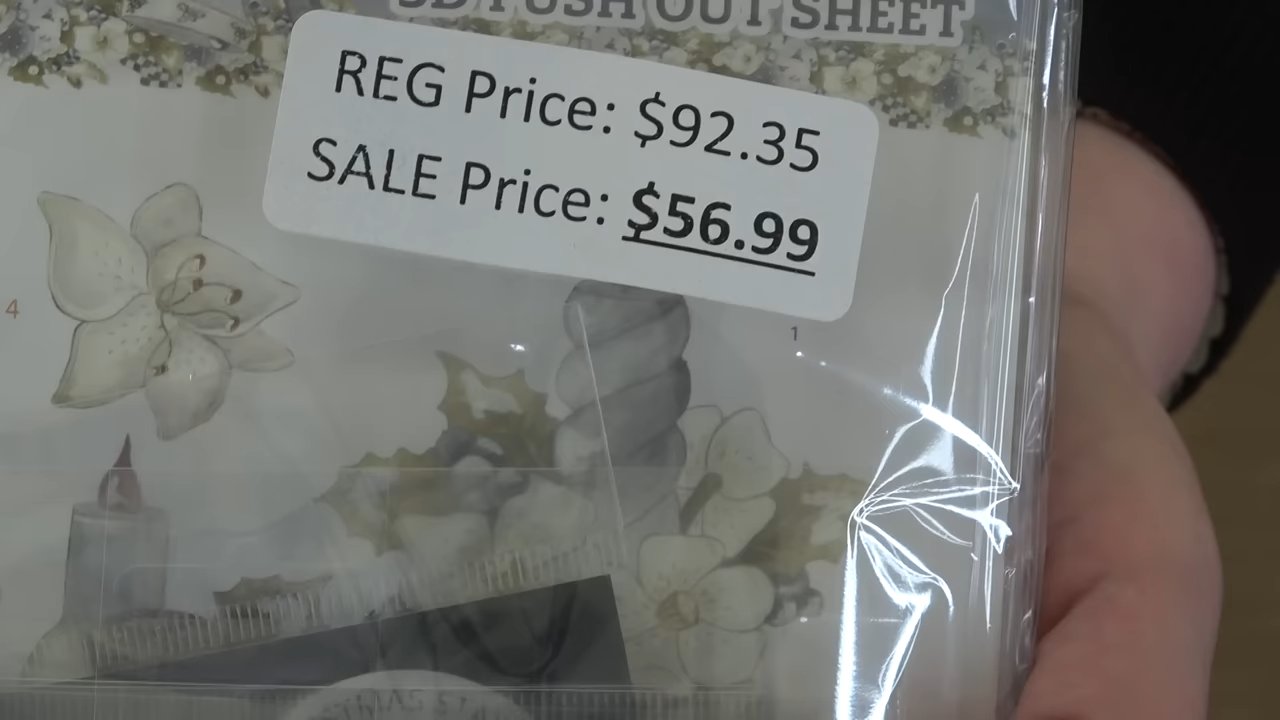 3D PUSH OUT SHEET
REG Price: $92.35
SALE Price: $56.99
4
1